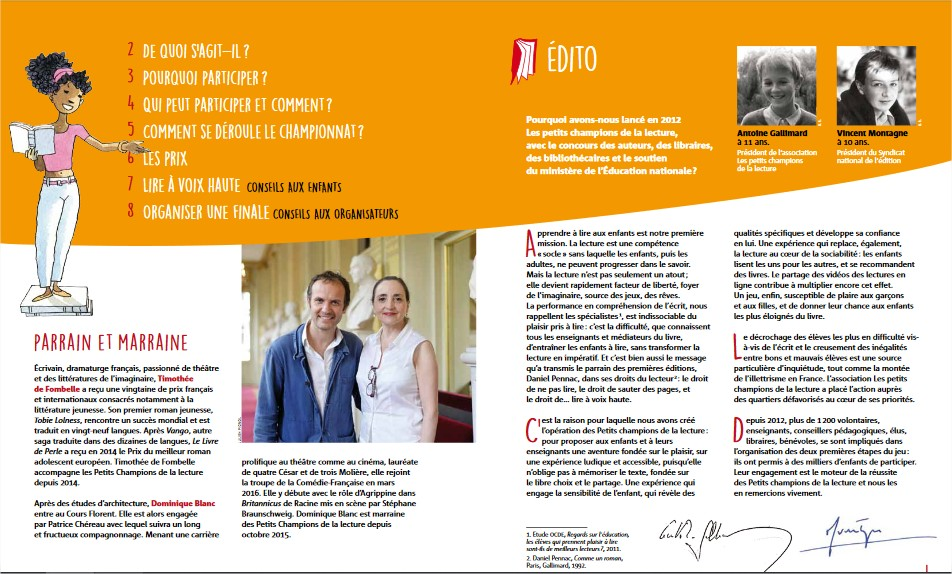 2 DE QUOI S'AGIT-IL ?
3 POURQUOI PARTICIPER ?
4 QUI PEUT PARTICIPER ET COMMENT ?
5 COMMENT SE DÉROULE LE CHAMPIONNAT ?
6 LES PRIX
7 LIRE À VOIX HAUTE CONSEILS AUX ENFANTS
8 ORGANISER UNE FINALE CONSEILS AUX ORGANISATEURS
PARRAIN ET MARRAINE
Écrivain, dramaturge français, passionné de théâtre
et des littératures de l'imaginaire, Timothée
de Fombelle a reçu une vingtaine de prix français
et internationaux consacrés notamment à la
littérature jeunesse. Son premier roman jeunesse,
Tobie Lolness, rencontre un succès mondial et est
traduit en vingt-neuf langues. Après Vango, autre
saga traduite dans des dizaines de langues, Le Livre
de Perle a reçu en 2014 le Prix du meilleur roman
adolescent européen. Timothée de Fombelle
accompagne les Petits Champions de la lecture
depuis 2014.
Après des études d'architecture, Dominique Blanc
entre au Cours Florent. Elle est alors engagée
par Patrice Chéreau avec lequel suivra un long
et fructueux compagnonnage. Menant une carrière
prolifique au théâtre comme au cinéma, lauréate
de quatre César et de trois Molière, elle rejoint
la troupe de la Comédie-Française en mars
2016. Elle y débute avec le rôle d'Agrippine dans
Britannicus de Racine mis en scène par Stéphane
Braunschweig. Dominique Blanc est marraine
des Petits Champions de la lecture depuis
octobre 2015.
ÉDITO
Pourquoi avons-nous lancé en 2012
Les petits champions de la lecture,
avec le concours des auteurs, des libraires,
des bibliothécaires et le soutien
du ministère de l'Éducation nationale ?
Antoine Gallimard
à 11 ans.
Président de l'association
Les petits champions
de la lecture
Vincent Montagne
à 10 ans.
Président du Syndicat
national de l'édition
Apprendre à lire aux enfants est notre première
mission. La lecture est une compétence
« socle » sans laquelle les enfants, puis les
adultes, ne peuvent progresser dans le savoir.
Mais la lecture n'est pas seulement un atout ;
elle devient rapidement facteur de liberté, foyer
de l'imaginaire, source des jeux, des rêves.
La performance en compréhension de l'écrit, nous
rappellent les spécialistes¹, est indissociable du
plaisir pris à lire : c'est la difficulté, que connaissent
tous les enseignants et médiateurs du livre,
d'entraîner les enfants à lire, sans transformer la
lecture en impératif. Et c'est bien aussi le message
qu'a transmis le parrain des premières éditions,
Daniel Pennac, dans ses droits du lecteur² : le droit
de ne pas lire, le droit de sauter des pages, et
le droit de... lire à voix haute.
C'est la raison pour laquelle nous avons créé
l'opération des Petits champions de la lecture :
pour proposer aux enfants et à leurs
enseignants une aventure fondée sur le plaisir, sur
une expérience ludique et accessible, puisqu'elle
n'oblige pas à mémoriser le texte, fondée sur
le libre choix et le partage. Une expérience qui
engage la sensibilité de l'enfant, qui révèle des
1. Étude OCDE, Regards sur l'éducation,
les élèves qui prennent plaisir à lire
sont-ils de meilleurs lecteurs ?, 2011.
2. Daniel Pennac, Comme un roman,
Paris, Gallimard, 1992.
qualités spécifiques et développe sa confiance
en lui. Une expérience qui replace, également,
la lecture au cœur de la sociabilité : les enfants
lisent les uns pour les autres, et se recommandent
des livres. Le partage des vidéos des lectures en
ligne contribue à multiplier encore cet effet.
Un jeu, enfin, susceptible de plaire aux garçons
et aux filles, et de donner leur chance aux enfants
les plus éloignés du livre.
Le décrochage des élèves les plus en difficulté vis-
à-vis de l'écrit et le creusement des inégalités
entre bons et mauvais élèves est une source
particulière d'inquiétude, tout comme la montée
de l'illettrisme en France. L'association Les petits
champions de la lecture a placé l'action auprès
des quartiers défavorisés au cœur de ses priorités.
Depuis 2012, plus de 1 200 volontaires,
enseignants, conseillers pédagogiques, élus,
libraires, bénévoles, se sont impliqués dans
l'organisation des deux premières étapes du jeu :
ils ont permis à des milliers d'enfants de participer.
Leur engagement est le moteur de la réussite
des Petits champions de la lecture et nous les
en remercions vivement.